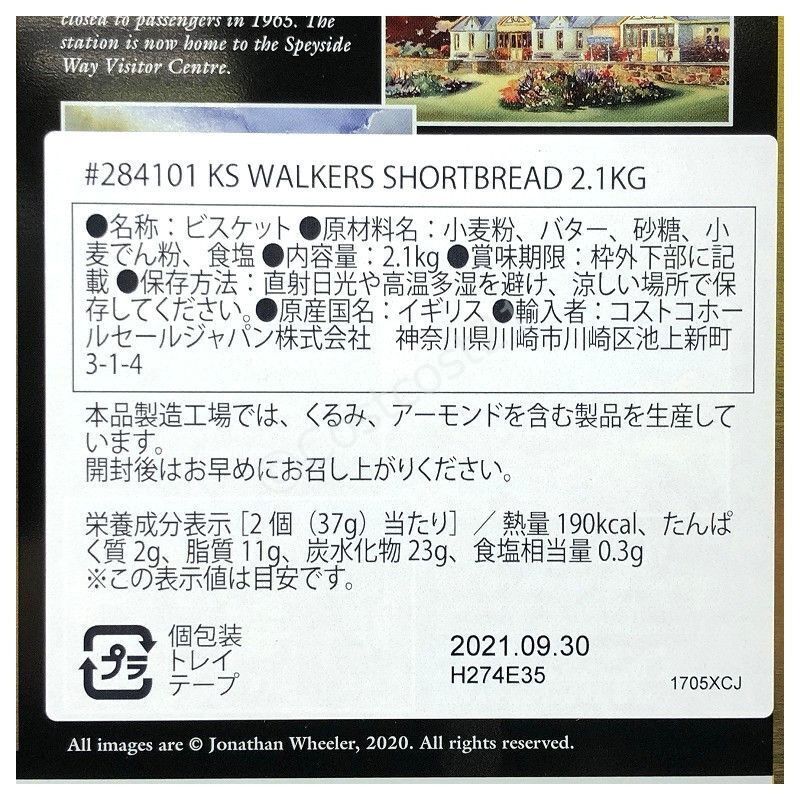 closed to passengers in 1965. The
station is now home to the Speyside
Way Visitor Centre.
#284101 KS WALKERS SHORTBREAD 2.1KG
●名称：ビスケット ●原材料名：小麦粉、バター、砂糖、小
麦でん粉、食塩 ●内容量：2.1kg ●賞味期限：枠外下部に記
載 ●保存方法：直射日光や高温多湿を避け、涼しい場所で保
存してください。●原産国名：イギリス ●輸入者：コストコホー
ルセールジャパン株式会社　神奈川県川崎市川崎区池上新町
3-1-4
本品製造工場では、くるみ、アーモンドを含む製品を生産して
います。
開封後はお早めにお召し上がりください。
栄養成分表示［2 個（37g）当たり］／熱量 190kcal、たんぱ
く質 2g、脂質 11g、炭水化物 23g、食塩相当量 0.3g
※この表示値は目安です。
プラ
個包装
トレイ
テープ
2021.09.30
H274E35
1705XCJ
All images are © Jonathan Wheeler, 2020. All rights reserved.